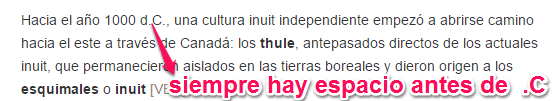 Hacia el año 1000 d.C., una cultura inuit independiente empezó a abrirse camino
hacia el este a través de Canadá: los thule, antepasados directos de los actuales
inuit, que permanecieron aislados en las tierras boreales y dieron origen a los
esquimales o inuit [VE
siempre hay espacio antes de .C